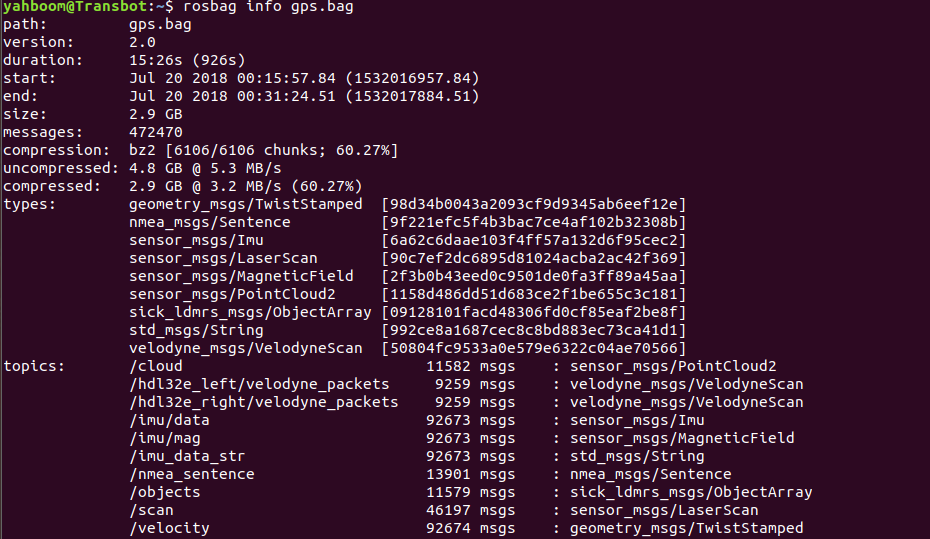 yahboom@Transbot:~$ rosbag info gps.bag
path:        gps.bag
version:     2.0
duration:    15:26s (926s)
start:       Jul 20 2018 00:15:57.84 (1532016957.84)
end:         Jul 20 2018 00:31:24.51 (1532017884.51)
size:        2.9 GB
messages:    472470
compression: bz2 [6106/6106 chunks; 60.27%]
uncompressed: 4.8 GB @ 5.3 MB/s
compressed:  2.9 GB @ 3.2 MB/s (60.27%)
types:       geometry_msgs/TwistStamped  [98d34b0043a2093cf9d9345ab6eef12e]
             nmea_msgs/Sentence          [9f221efc5f4b3bac7ce4af102b32308b]
             sensor_msgs/Imu             [6a62c6daae103f4ff57a132d6f95cec2]
             sensor_msgs/LaserScan       [90c7ef2dc6895d81024acba2ac42f369]
             sensor_msgs/MagneticField   [2f3b0b43eed0c9501de0fa3ff89a45aa]
             sensor_msgs/PointCloud2     [1158d486dd51d683ce2f1be655c3c181]
             sick_ldmrs_msgs/ObjectArray [09128101facd48306fd0cf85eaf2be8f]
             std_msgs/String             [992ce8a1687cec8c8bd883ec73ca41d1]
             velodyne_msgs/VelodyneScan  [50804fc9533a0e579e6322c04ae70566]
topics:      /cloud                           11582 msgs    : sensor_msgs/PointCloud2
             /hdl32e_left/velodyne_packets     9259 msgs    : velodyne_msgs/VelodyneScan
             /hdl32e_right/velodyne_packets    9259 msgs    : velodyne_msgs/VelodyneScan
             /imu/data                        92673 msgs    : sensor_msgs/Imu
             /imu/mag                         92673 msgs    : sensor_msgs/MagneticField
             /imu_data_str                    92673 msgs    : std_msgs/String
             /nmea_sentence                   13901 msgs    : nmea_msgs/Sentence
             /objects                         11579 msgs    : sick_ldmrs_msgs/ObjectArray
             /scan                            46197 msgs    : sensor_msgs/LaserScan
             /velocity                        92674 msgs    : geometry_msgs/TwistStamped